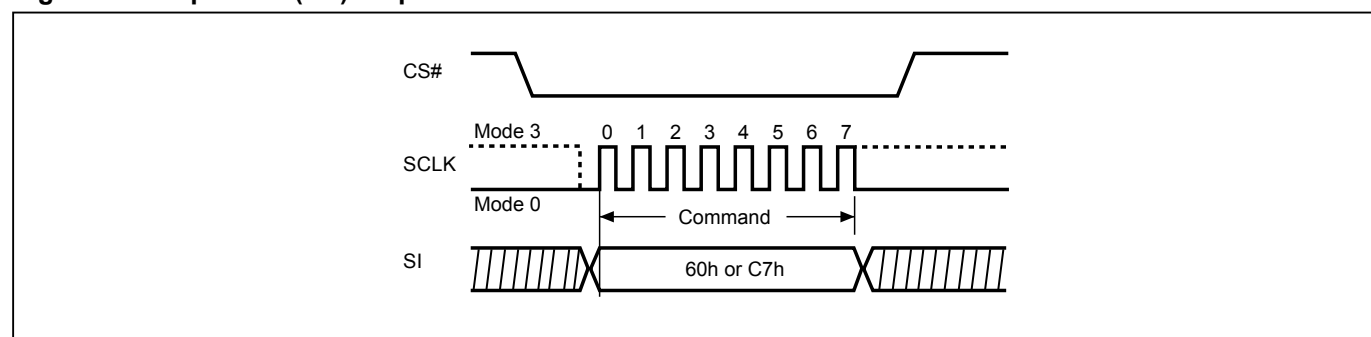 CS#
Mode 3
0 1 2 3 4 5 6 7
SCLK
Mode 0
Command
SI
60h or C7h